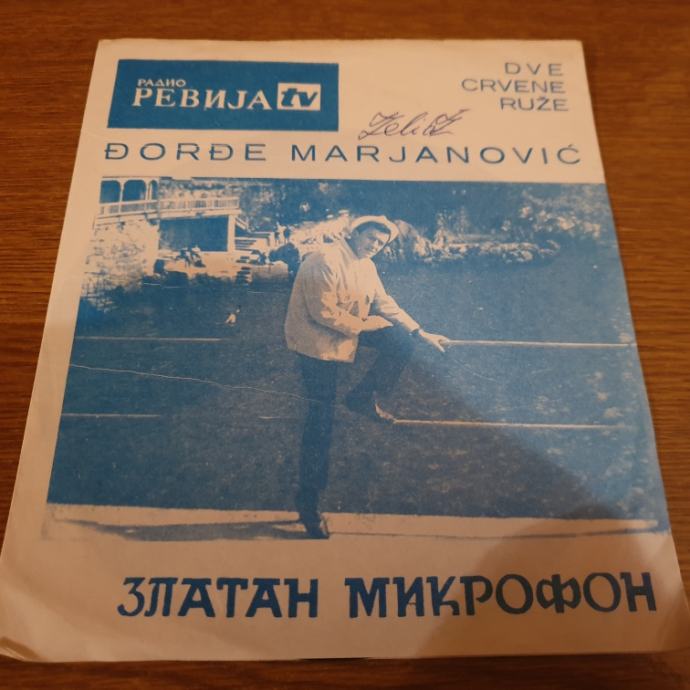 РАДИО
РЕВИЈА tv
DVE
CRVENE
RUŽE
ĐORĐE MARJANOVIĆ
ЗЛАТАН МИКРОФОН